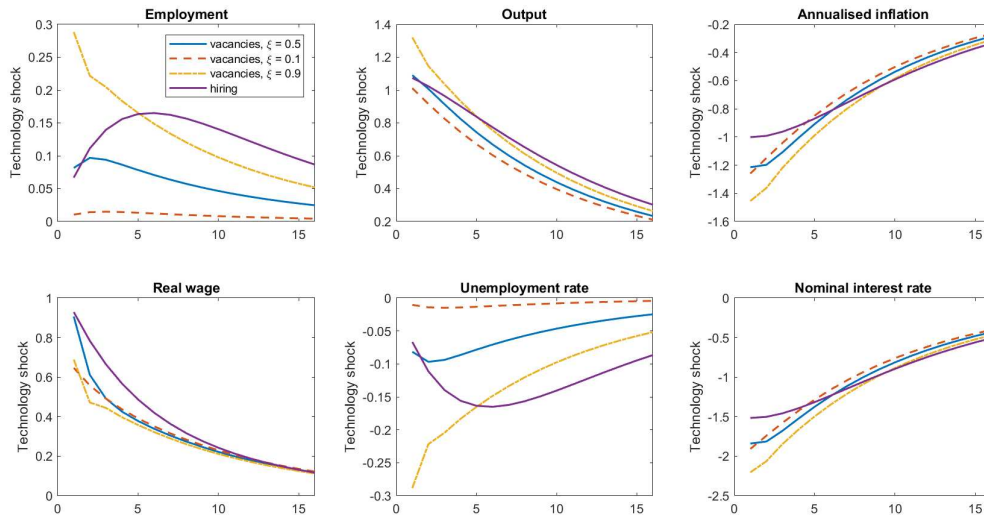 Employment
Technology shock
0.3
0.25
0.2
0.15
0.1
0.05
0
0 5 10 15
vacancies, ξ = 0.5
vacancies, ξ = 0.1
vacancies, ξ = 0.9
hiring
Output
Technology shock
1.4
1.2
1
0.8
0.6
0.4
0.2
0 5 10 15
Annualised inflation
Technology shock
-0.2
-0.4
-0.6
-0.8
-1
-1.2
-1.4
-1.6
0 5 10 15
Real wage
Technology shock
1
0.8
0.6
0.4
0.2
0
0 5 10 15
Unemployment rate
Technology shock
0
-0.05
-0.1
-0.15
-0.2
-0.25
-0.3
0 5 10 15
Nominal interest rate
Technology shock
0
-0.5
-1
-1.5
-2
-2.5
0 5 10 15